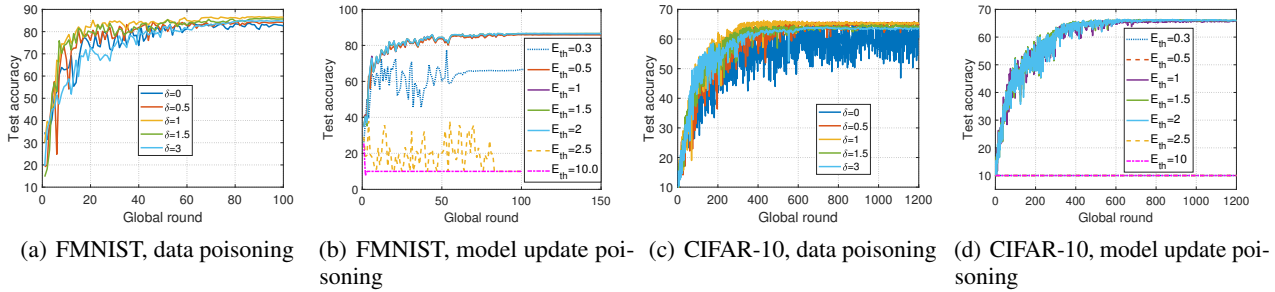 90
80
70
60
50
40
30
20
10
Test accuracy
0
20
40
60
80
100
Global round
δ=0
δ=0.5
δ=1
δ=1.5
δ=3
(a) FMNIST, data poisoning
100
80
60
40
20
0
Test accuracy
0
50
100
150
Global round
E_th=0.3
E_th=0.5
E_th=1
E_th=1.5
E_th=2
E_th=2.5
E_th=10.0
(b) FMNIST, model update poi-
soning
70
60
50
40
30
20
10
Test accuracy
0
200
400
600
800
1000
1200
Global round
δ=0
δ=0.5
δ=1
δ=1.5
δ=3
(c) CIFAR-10, data poisoning
70
60
50
40
30
20
10
Test accuracy
0
200
400
600
800
1000
1200
Global round
E_th=0.3
E_th=0.5
E_th=1
E_th=1.5
E_th=2
E_th=2.5
E_th=10
(d) CIFAR-10, model update poi-
soning